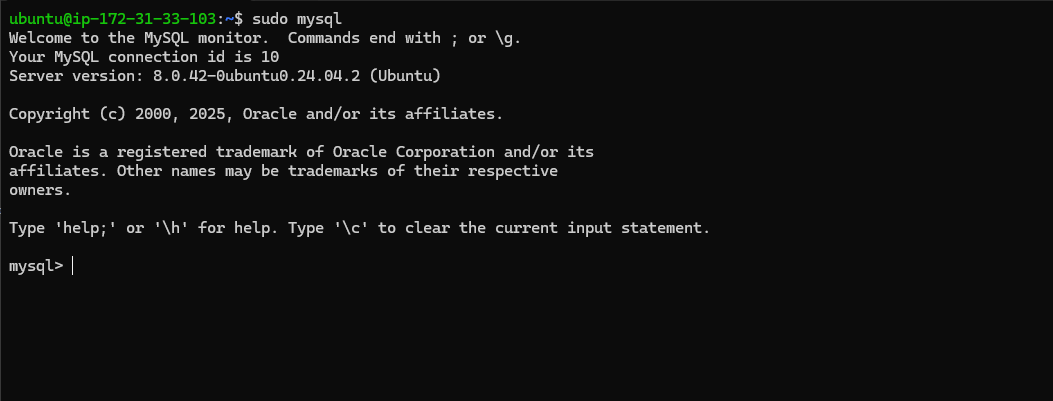 ubuntu@ip-172-31-33-103:~$ sudo mysql
Welcome to the MySQL monitor.  Commands end with ; or \g.
Your MySQL connection id is 10
Server version: 8.0.42-0ubuntu0.24.04.2 (Ubuntu)
Copyright (c) 2000, 2025, Oracle and/or its affiliates.
Oracle is a registered trademark of Oracle Corporation and/or its
affiliates. Other names may be trademarks of their respective
owners.
Type 'help;' or '\h' for help. Type '\c' to clear the current input statement.
mysql>